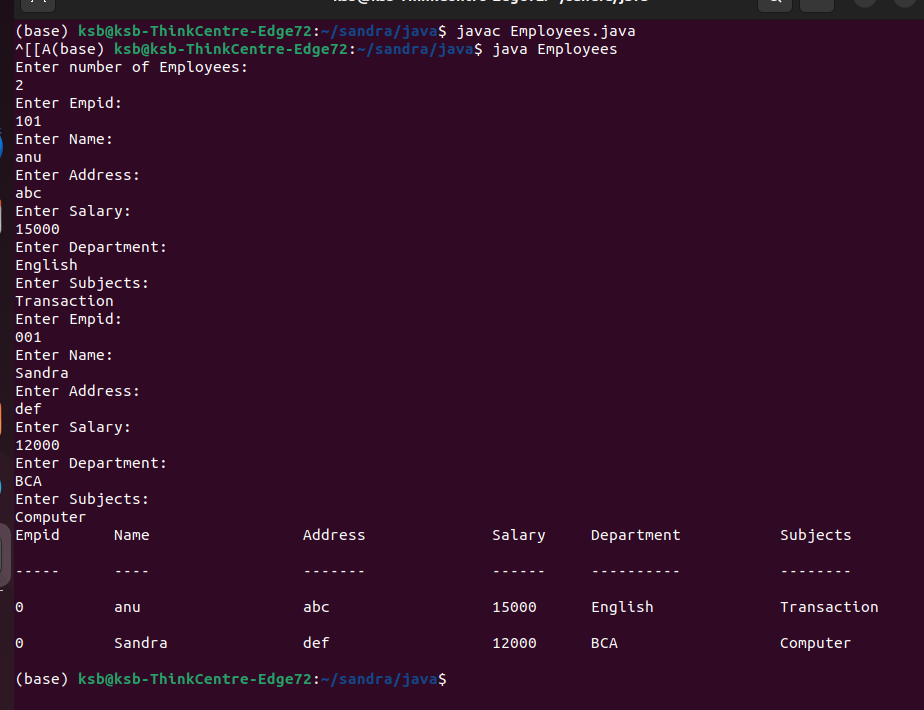 (base) ksb@ksb-ThinkCentre-Edge72:~/sandra/java$ javac Employees.java
^[[A(base) ksb@ksb-ThinkCentre-Edge72:~/sandra/java$ java Employees
Enter number of Employees:
2
Enter Empid:
101
Enter Name:
anu
Enter Address:
abc
Enter Salary:
15000
Enter Department:
English
Enter Subjects:
Transaction
Enter Empid:
001
Enter Name:
Sandra
Enter Address:
def
Enter Salary:
12000
Enter Department:
BCA
Enter Subjects:
Computer
Empid Name Address Salary Department Subjects
----- ---- ------- ------ ---------- --------
0 anu abc 15000 English Transaction
0 Sandra def 12000 BCA Computer
(base) ksb@ksb-ThinkCentre-Edge72:~/sandra/java$